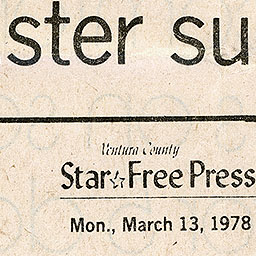 ster su
Ventura County
Star☆Free Press
Mon., March 13, 1978